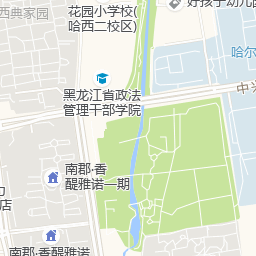 西典家园
花园小学校(
哈西二校区)
好孩子幼儿园
哈尔
中兴
黑龙江省政法
管理干部学院
南郡·香
醍雅诺一期
店
南郡·香
醍雅诺